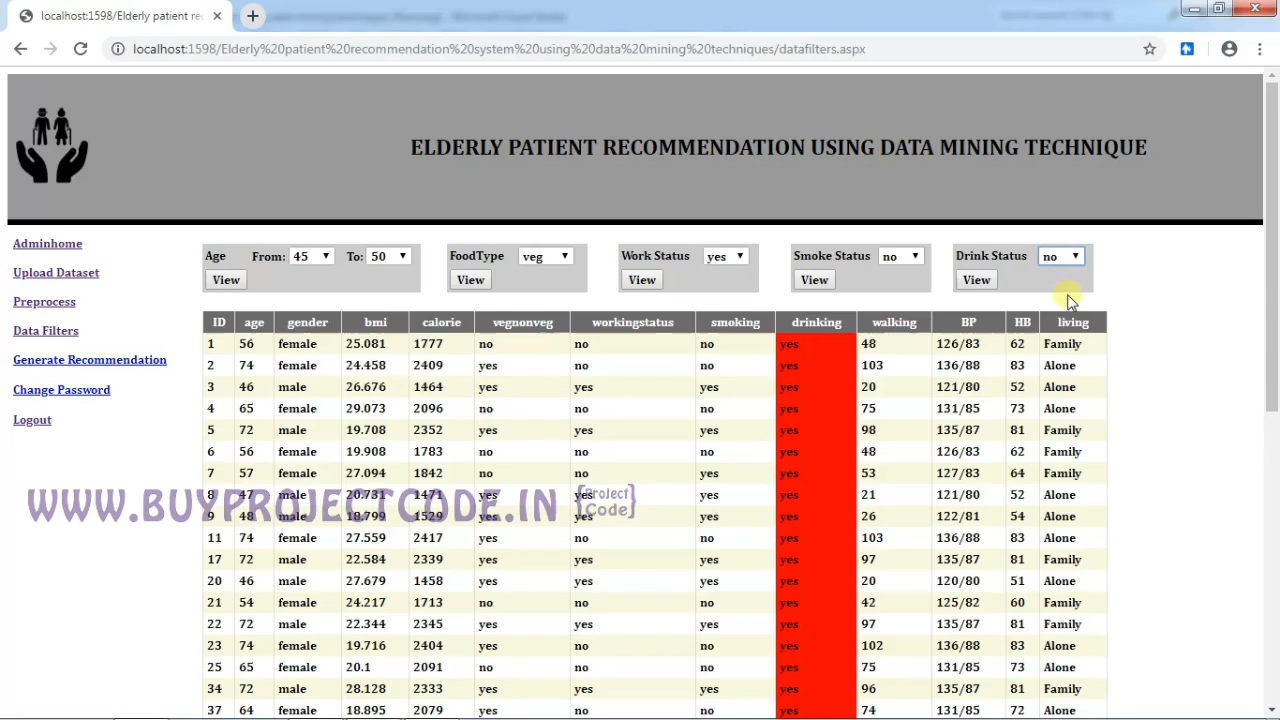 localhost:1598/Elderly patient rec
localhost:1598/Elderly%20patient%20recommendation%20system%20using%20data%20mining%20techniques/datafilters.aspx
ELDERLY PATIENT RECOMMENDATION USING DATA MINING TECHNIQUE
Adminhome
Upload Dataset
Preprocess
Data Filters
Generate Recommendation
Change Password
Logout
Age From: 45 To: 50
View
FoodType veg
View
Work Status yes
View
Smoke Status no
View
Drink Status no
View
ID age gender bmi calorie vegnonveg workingstatus smoking drinking walking BP HB living
1 56 female 25.081 1777 no no no yes 48 126/83 62 Family
2 74 female 24.458 2409 yes no no yes 103 136/88 83 Alone
3 46 male 26.676 1464 yes yes yes yes 20 121/80 52 Alone
4 65 female 29.073 2096 no no no yes 75 131/85 73 Alone
5 72 male 19.708 2352 yes yes yes yes 98 135/87 81 Family
6 56 female 19.908 1783 no no no yes 48 126/83 62 Family
7 57 female 27.094 1842 no no yes yes 53 127/83 64 Family
8 47 male 20.731 1471 yes yes yes yes 21 121/80 52 Alone
9 48 male 18.799 1529 yes yes yes yes 26 122/81 54 Alone
11 74 female 27.559 2417 yes no no yes 103 136/88 83 Alone
17 72 male 22.584 2339 yes yes yes yes 97 135/87 81 Family
20 46 male 27.679 1458 yes yes yes yes 20 120/80 51 Alone
21 54 female 24.217 1713 no no no yes 42 125/82 60 Family
22 72 male 22.344 2345 yes yes yes yes 97 135/87 81 Family
23 74 female 19.716 2404 yes no no yes 102 136/88 83 Alone
25 65 female 20.1 2091 no no no yes 75 131/85 73 Alone
34 72 male 28.128 2333 yes yes yes yes 96 135/87 81 Family
37 64 female 18.895 2079 yes no no yes 74 131/85 72 Alone
WWW.BUYPROJECTCODE.IN {Project Code}